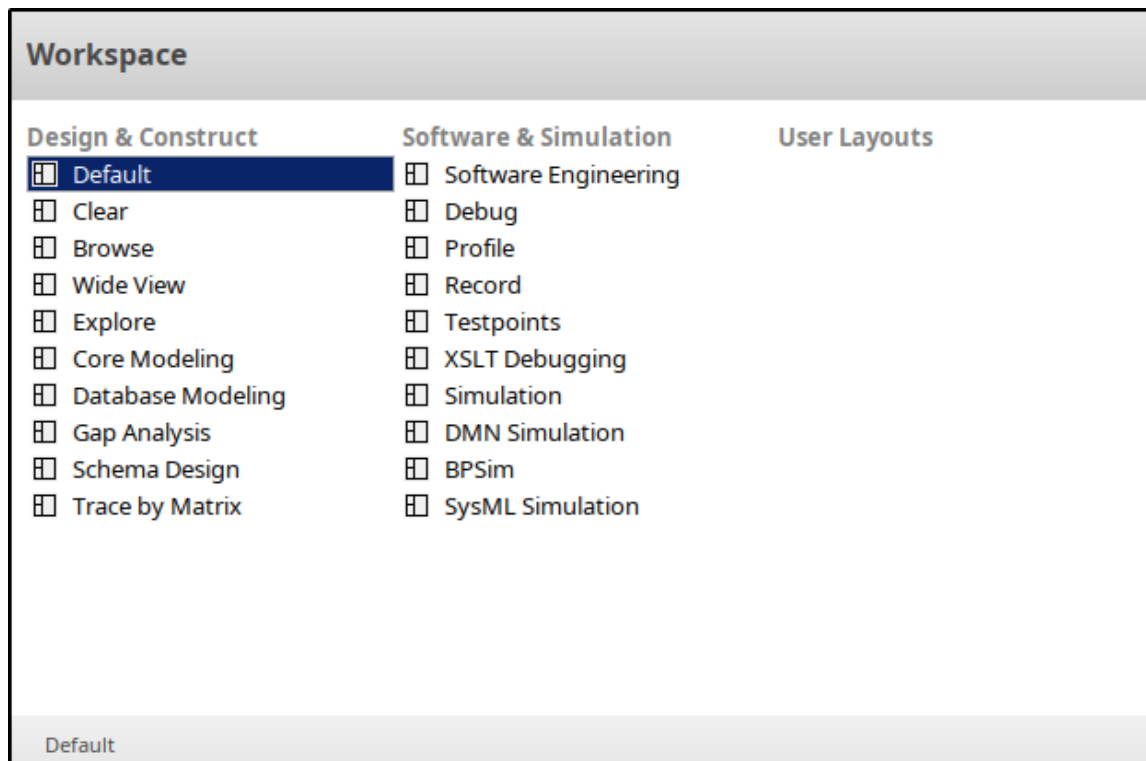 Workspace
Design & Construct
Default
Clear
Browse
Wide View
Explore
Core Modeling
Database Modeling
Gap Analysis
Schema Design
Trace by Matrix
Software & Simulation
Software Engineering
Debug
Profile
Record
Testpoints
XSLT Debugging
Simulation
DMN Simulation
BPSim
SysML Simulation
User Layouts
Default